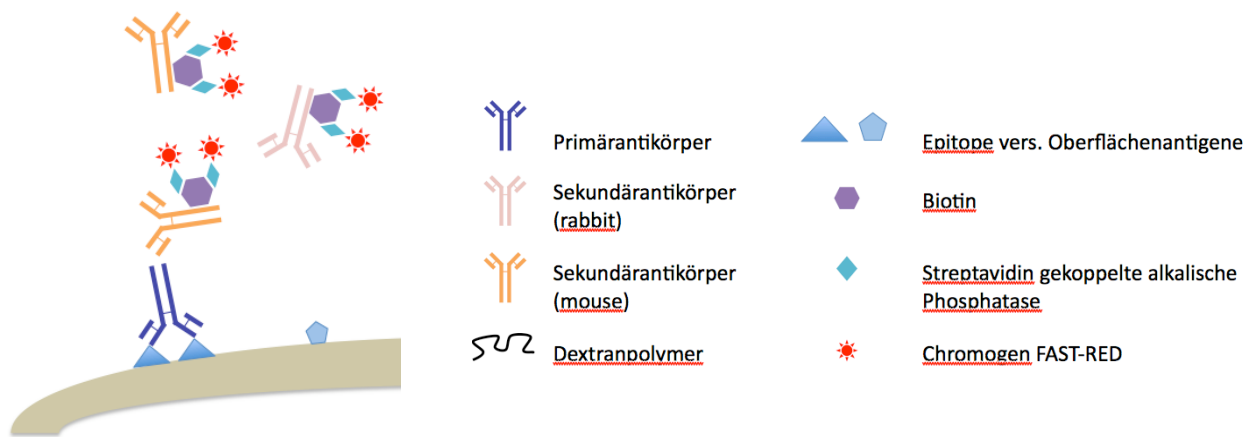 Primärantikörper
Sekundärantikörper
(rabbit)
Sekundärantikörper
(mouse)
Dextranpolymer
Epitope vers. Oberflächenantigene
Biotin
Streptavidin gekoppelte alkalische
Phosphatase
Chromogen FAST-RED